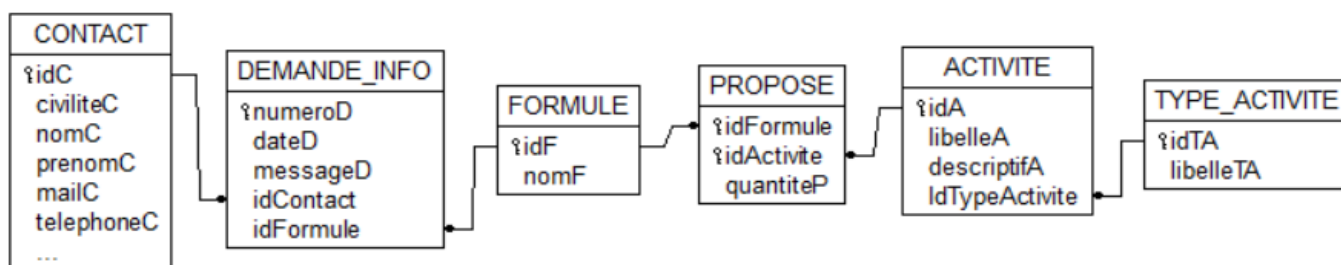 CONTACT
idC
civiliteC
nomC
prenomC
mailC
telephoneC
...
DEMANDE_INFO
numeroD
dateD
messageD
idContact
idFormule
FORMULE
idF
nomF
PROPOSE
idFormule
idActivite
quantiteP
ACTIVITE
idA
libelleA
descriptifA
IdTypeActivite
TYPE_ACTIVITE
idTA
libelleTA